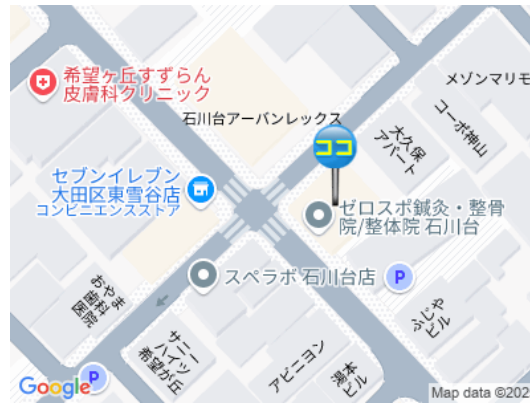 希望ヶ丘すずらん
皮膚科クリニック
メゾンマリモ
石川台アーバンレックス
コーポ神山
ココ
大久保
アパート
セブンイレブン
大田区東雪谷店
コンビニエンスストア
ゼロスポ鍼灸・整骨
院/整体院 石川台
スペラボ 石川台店
P
おやま
歯科
医院
ふじや
ビル
サニー
ハイツ
希望が丘
アビニヨン
湯本
ビル
Google
P
Map data ©202